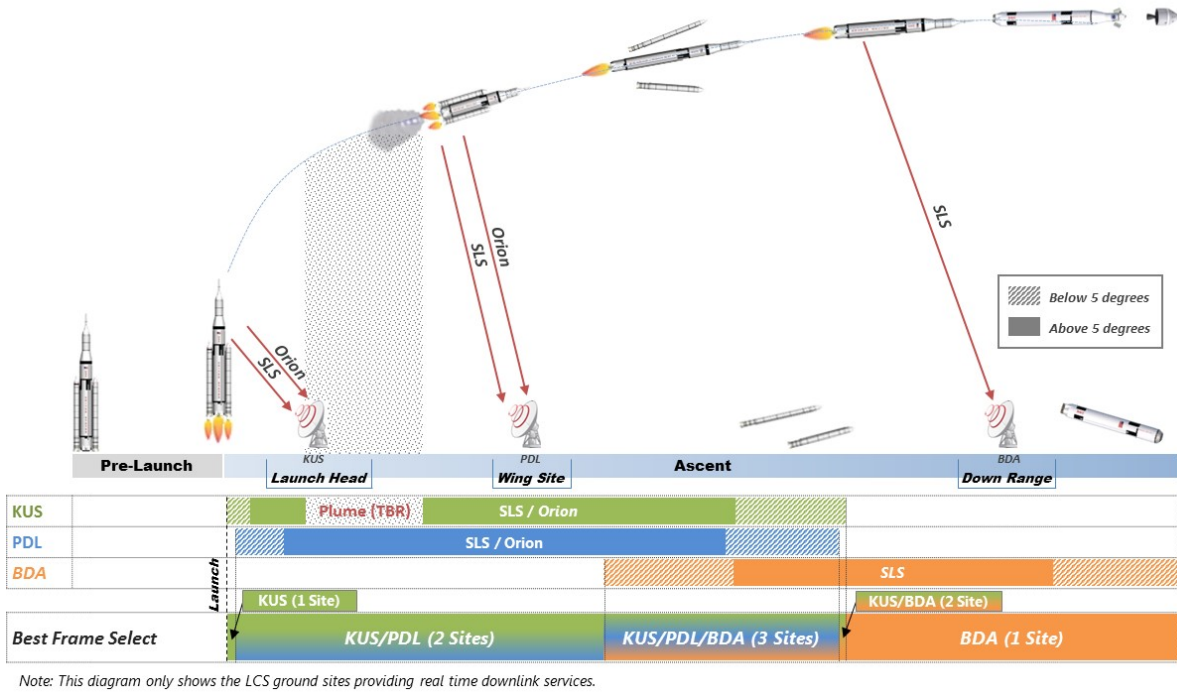 Orion
SLS
SLS
Orion
SLS
Below 5 degrees
Above 5 degrees
KUS
PDL
BDA
Pre-Launch
Ascent
Launch Head
Wing Site
Down Range
KUS
Plume (TBR)
SLS / Orion
PDL
SLS / Orion
BDA
SLS
Launch
KUS (1 Site)
KUS/BDA (2 Site)
Best Frame Select
KUS/PDL (2 Sites)
KUS/PDL/BDA (3 Sites)
BDA (1 Site)
Note: This diagram only shows the LCS ground sites providing real time downlink services.